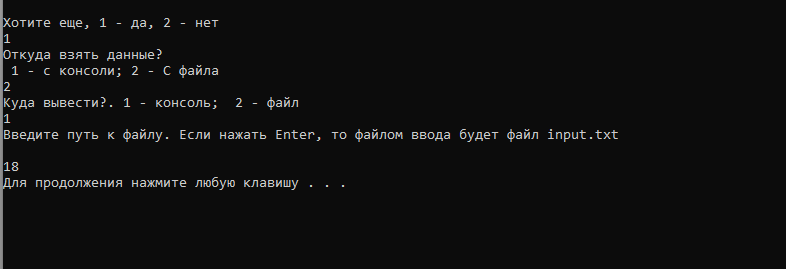 Хотите еще, 1 - да, 2 - нет
1
Откуда взять данные?
1 - с консоли; 2 - С файла
2
Куда вывести?. 1 - консоль;  2 - файл
1
Введите путь к файлу. Если нажать Enter, то файлом ввода будет файл input.txt
18
Для продолжения нажмите любую клавишу . . .